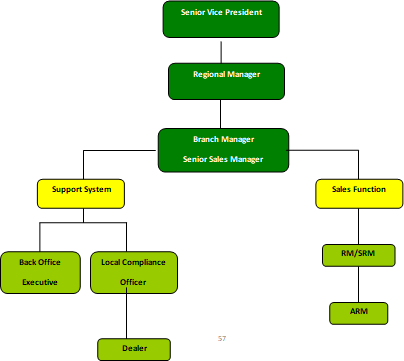 Senior Vice President
Regional Manager
Branch Manager
Senior Sales Manager
Support System
Sales Function
Back Office
Executive
Local Compliance
Officer
RM/SRM
ARM
Dealer
57